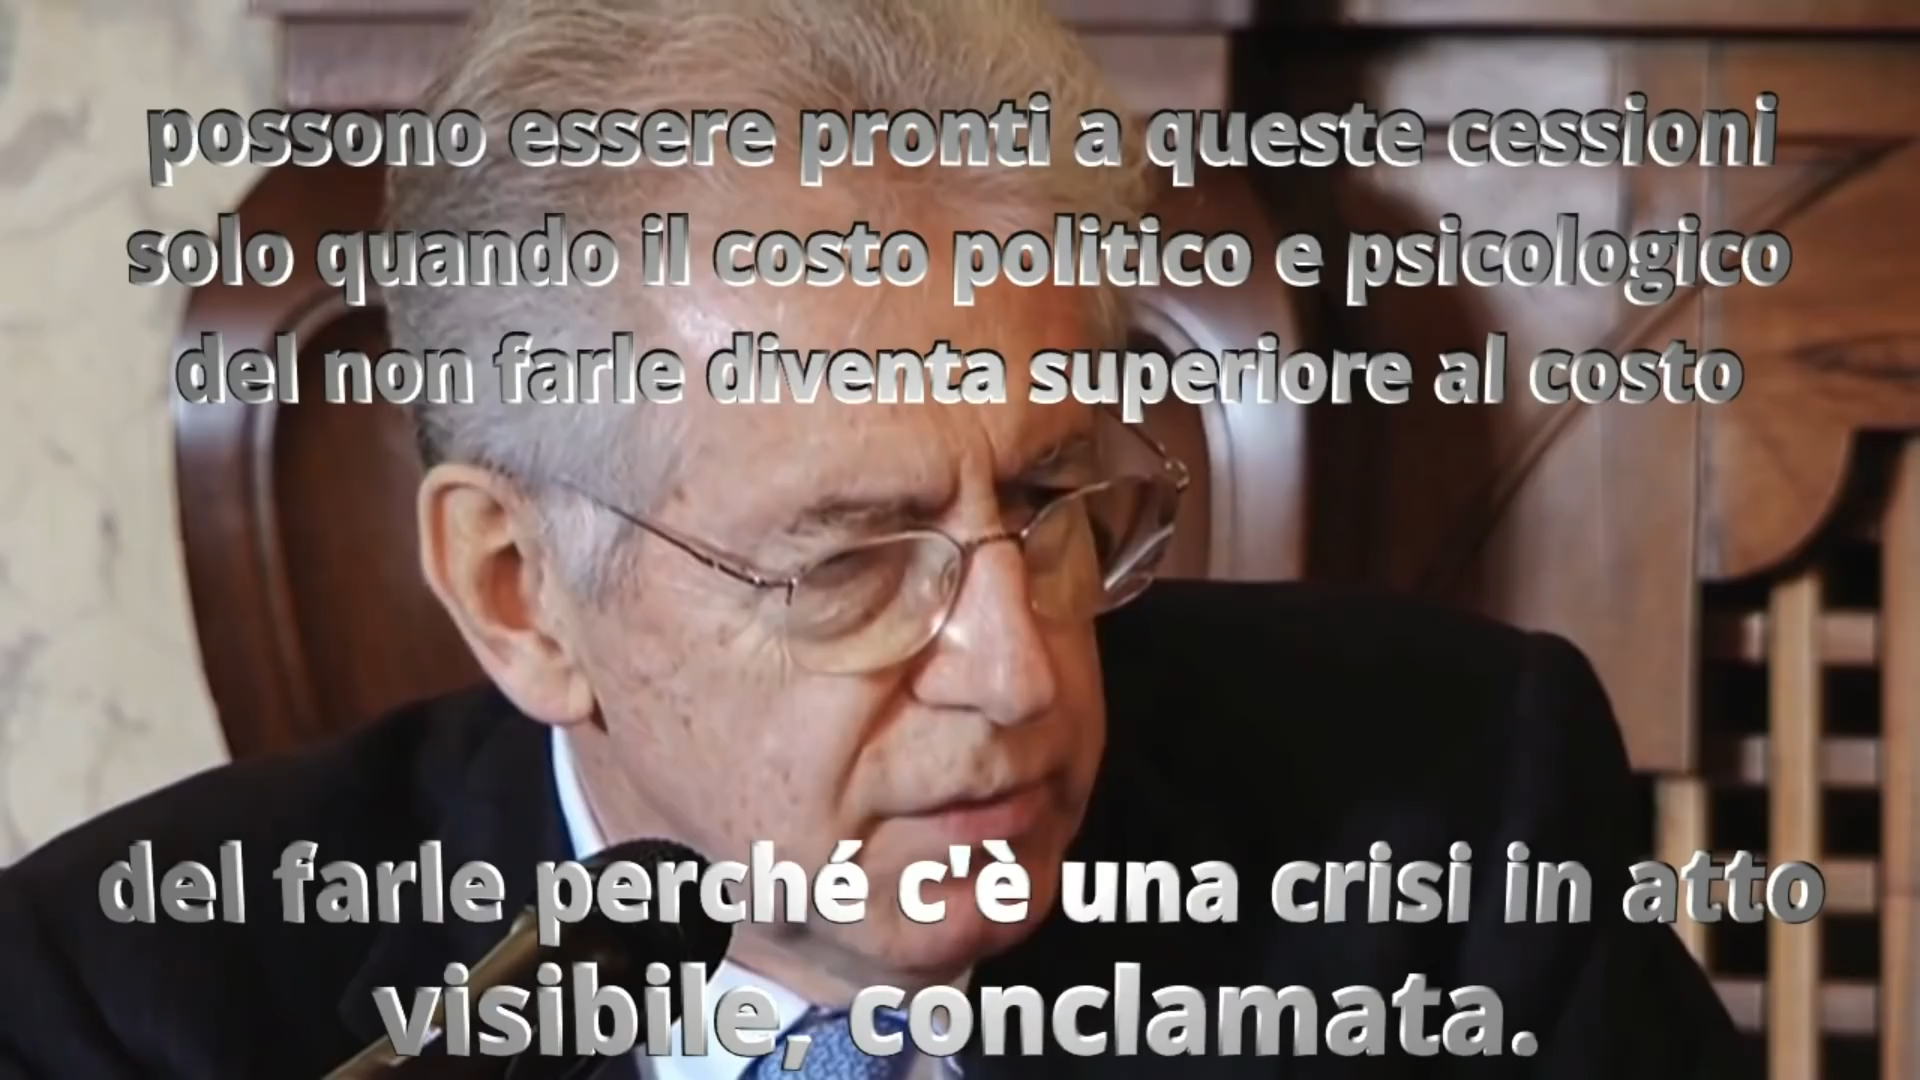 possono essere pronti a queste cessioni
solo quando il costo politico e psicologico
del non farle diventa superiore al costo
del farle perché c'è una crisi in atto
visibile, conclamata.